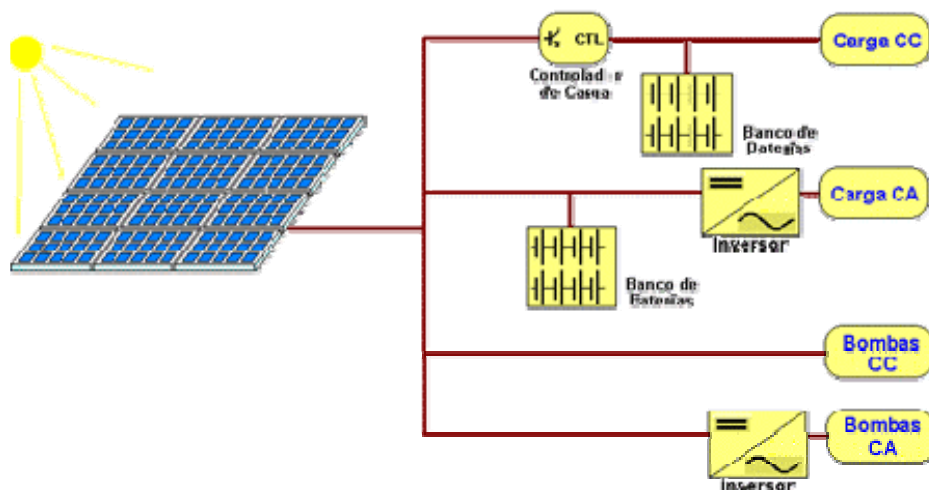 CTL
Carga CC
Controlador
de Carga
Banco de
Baterías
Carga CA
Inversor
Banco de
Baterías
Bombas
CC
Bombas
CA
Inversor